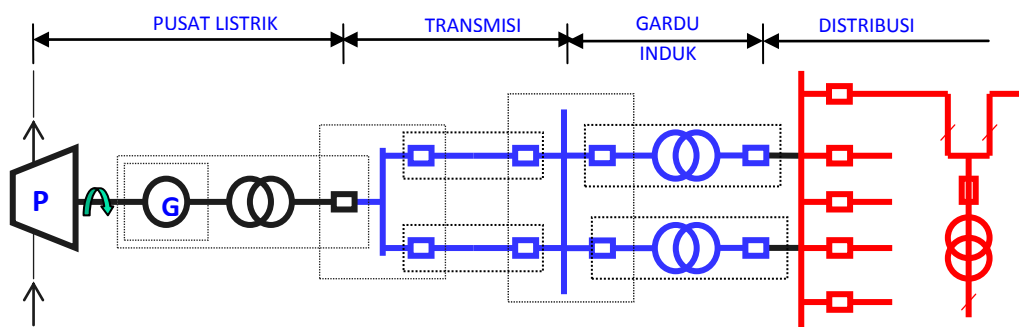 PUSAT LISTRIK
TRANSMISI
GARDU
INDUK
DISTRIBUSI
P
G